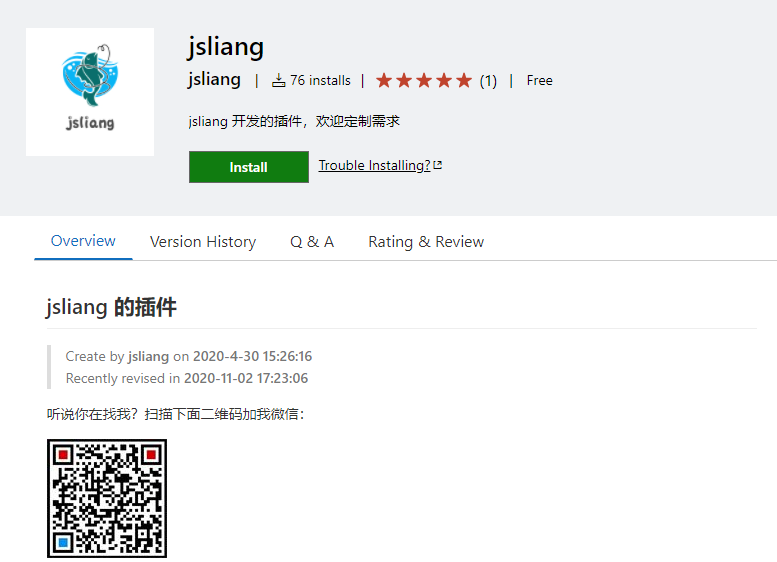 jsliang
jsliang
jsliang | 76 installs | (1) | Free
jsliang 开发的插件，欢迎定制需求
Install Trouble Installing?
Overview Version History Q & A Rating & Review
jsliang 的插件
Create by jsliang on 2020-4-30 15:26:16
Recently revised in 2020-11-02 17:23:06
听说你在找我？扫描下面二维码加我微信：